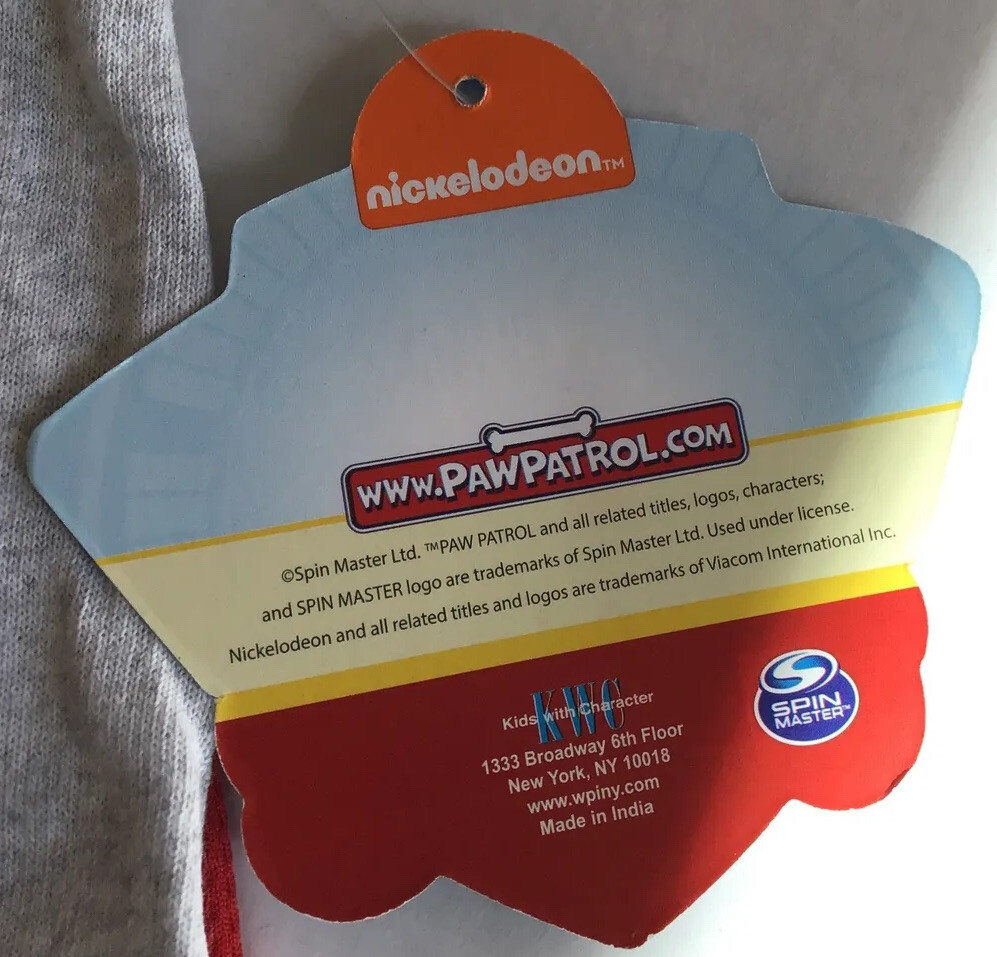 nickelodeon™
www.PAWPATROL.COM
©Spin Master Ltd. ™PAW PATROL and all related titles, logos, characters;
and SPIN MASTER logo are trademarks of Spin Master Ltd. Used under license.
Nickelodeon and all related titles and logos are trademarks of Viacom International Inc.
KWC
Kids with Character
1333 Broadway 6th Floor
New York, NY 10018
www.wpiny.com
Made in India
SPIN
MASTER™